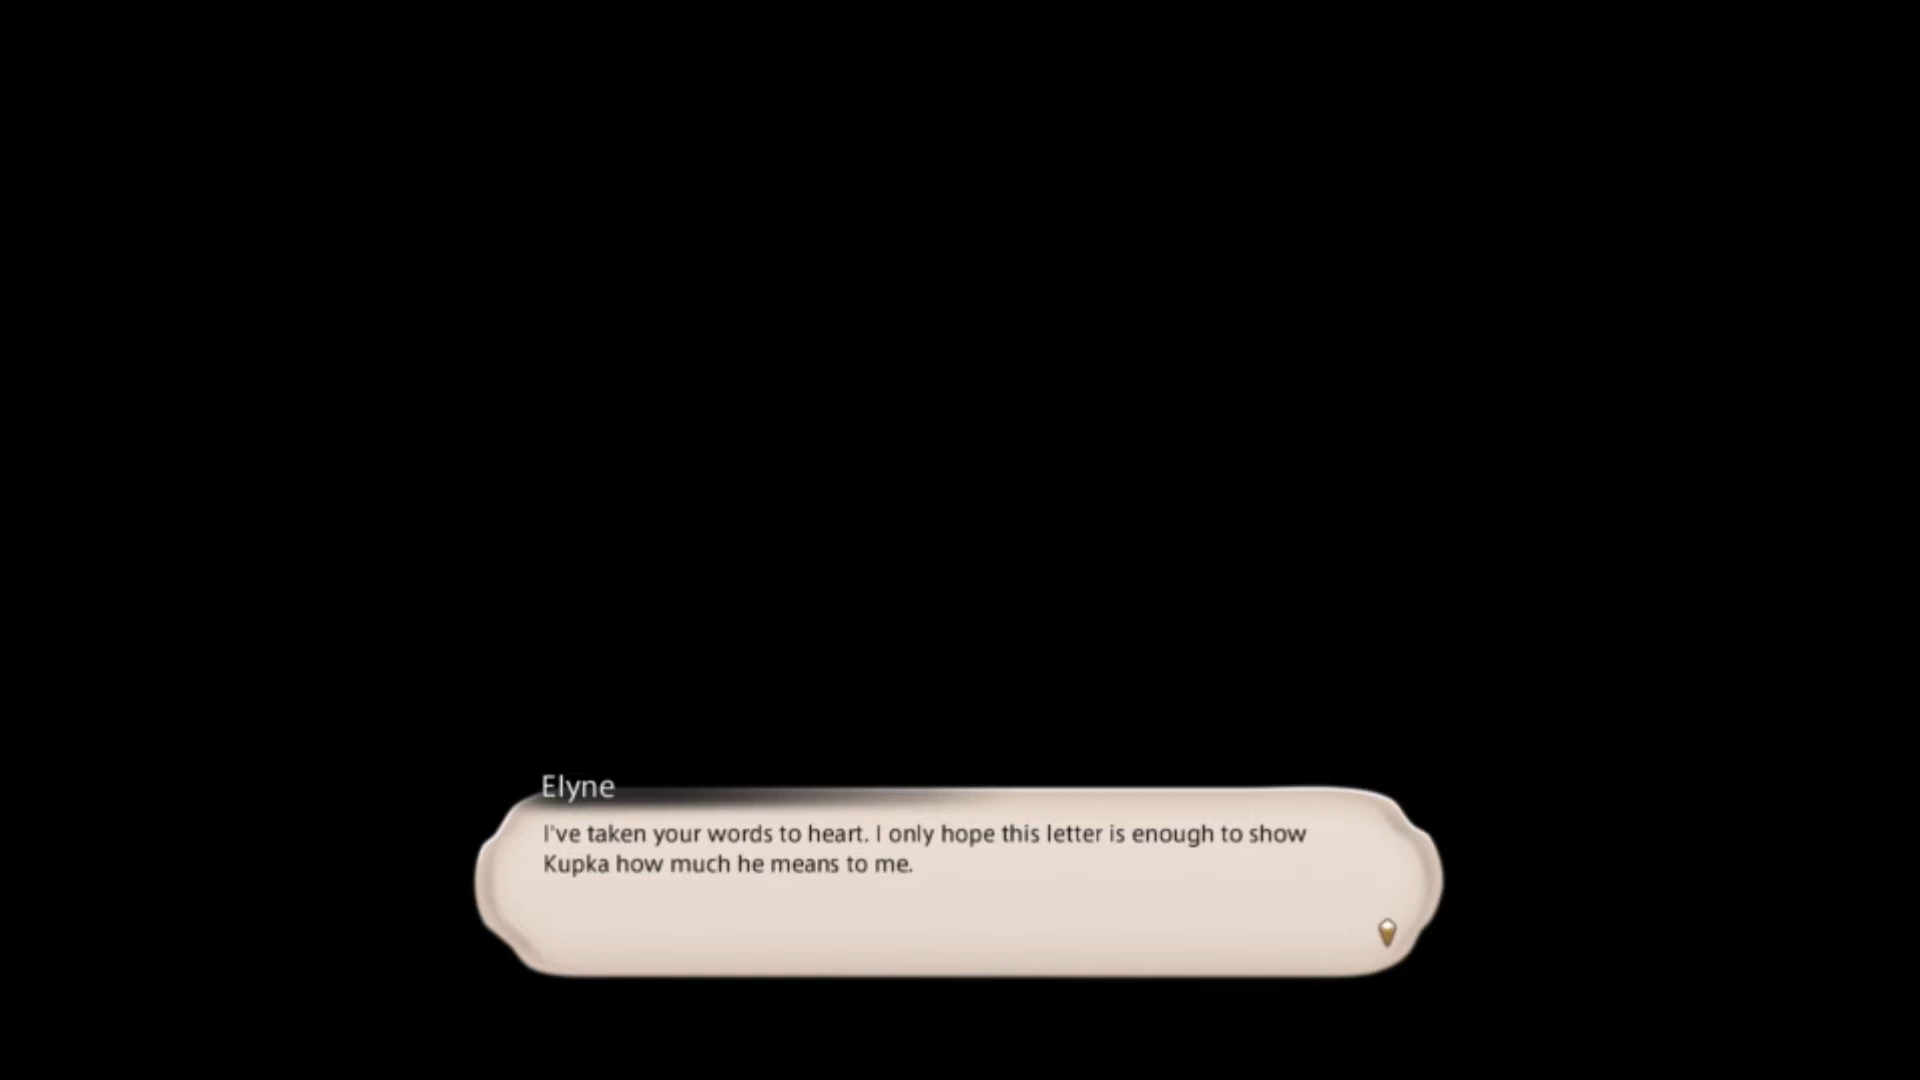 Elyne
I've taken your words to heart. I only hope this letter is enough to show
Kupka how much he means to me.